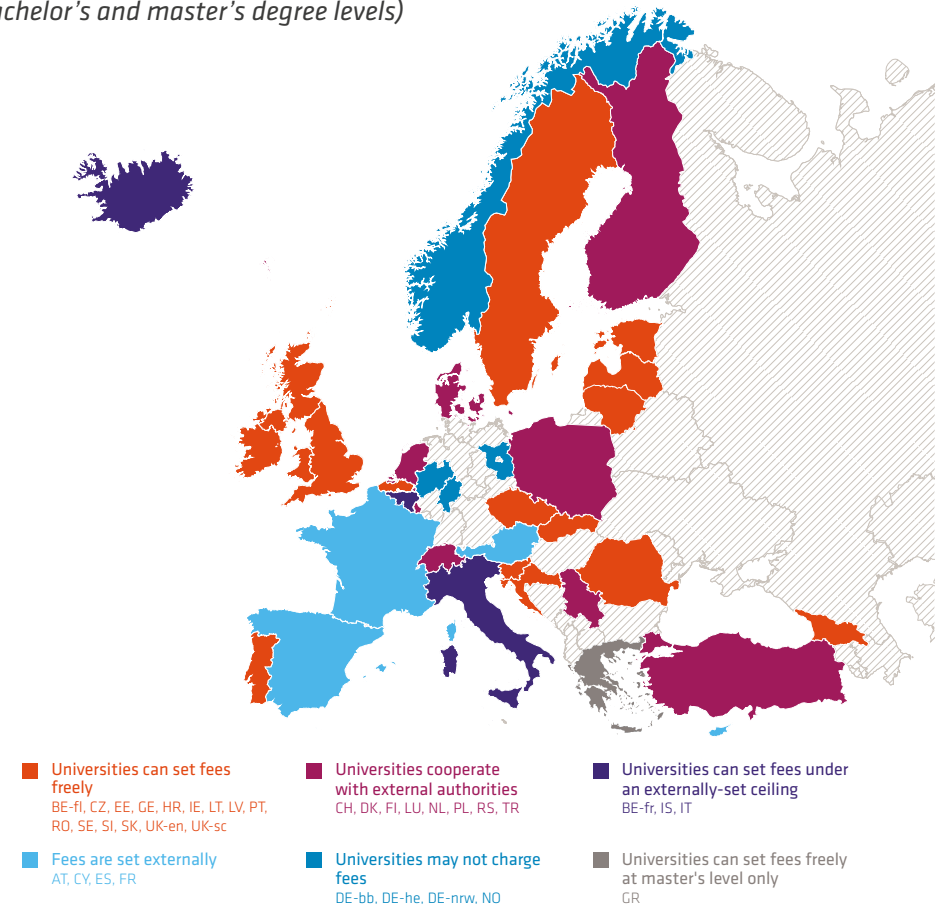 achelor's and master's degree levels)
Universities can set fees
freely
BE-fl, CZ, EE, GE, HR, IE, LT, LV, PT,
RO, SE, SI, SK, UK-en, UK-sc
Universities cooperate
with external authorities
CH, DK, FI, LU, NL, PL, RS, TR
Universities can set fees under
an externally-set ceiling
BE-fr, IS, IT
Fees are set externally
AT, CY, ES, FR
Universities may not charge
fees
DE-bb, DE-he, DE-nrw, NO
Universities can set fees freely
at master's level only
GR